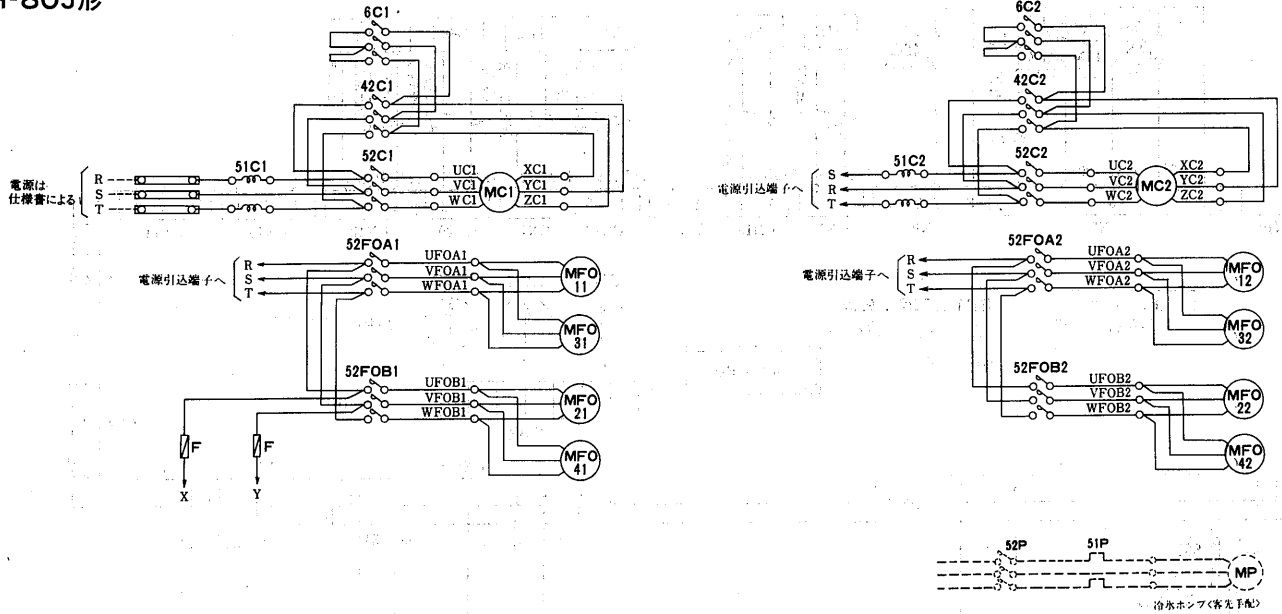 -80J形
6C1
42C1
52C1
51C1
電源は
仕様書による
R
S
T
UC1
VC1
WC1
MC1
XC1
YC1
ZC1
52FOA1
電源引込端子へ
R
S
T
UFOA1
VFOA1
WFOA1
MFO
11
MFO
31
52FOB1
UFOB1
VFOB1
WFOB1
MFO
21
MFO
41
F
F
X
Y
6C2
42C2
52C2
51C2
電源引込端子へ
S
R
T
UC2
VC2
WC2
MC2
XC2
YC2
ZC2
52FOA2
電源引込端子へ
R
S
T
UFOA2
VFOA2
WFOA2
MFO
12
MFO
32
52FOB2
UFOB2
VFOB2
WFOB2
MFO
22
MFO
42
52P
51P
MP
冷水ポンプ<客先手配>